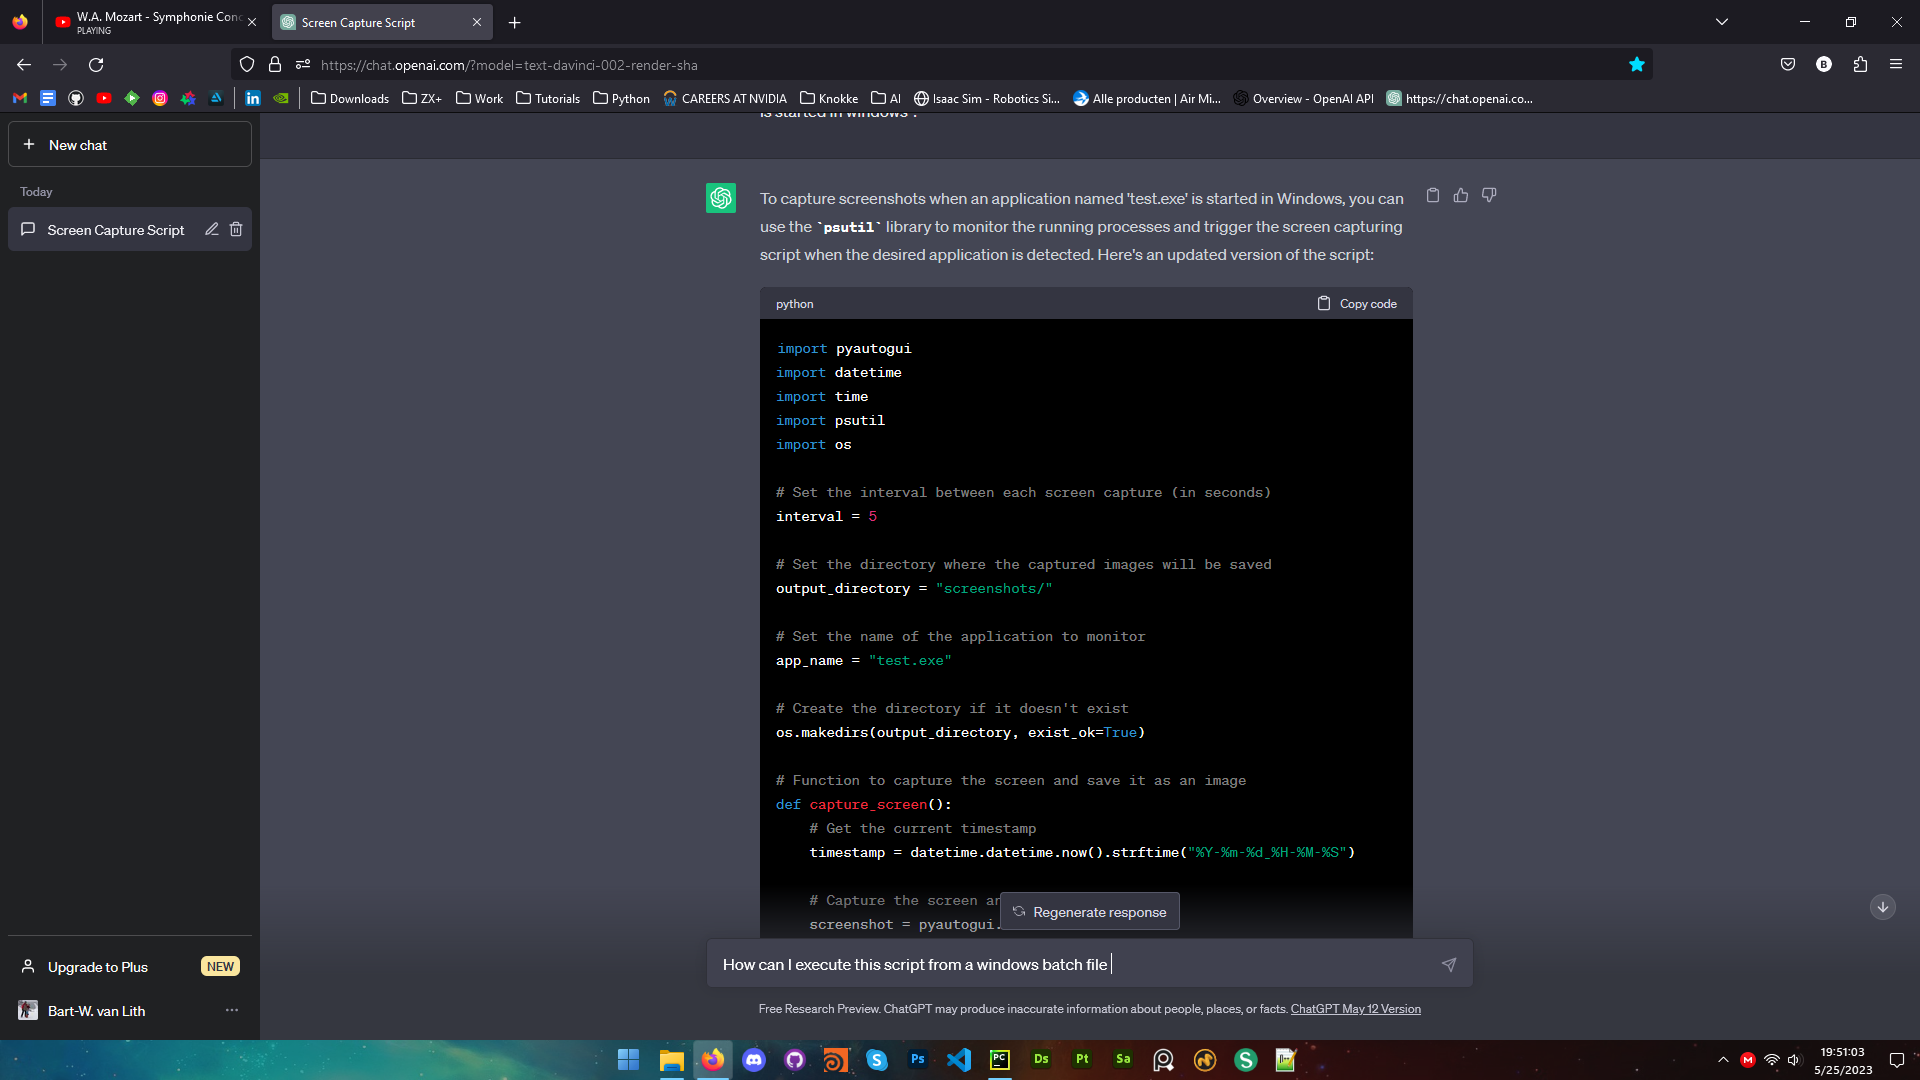 W.A. Mozart - Symphonie Conc
PLAYING
Screen Capture Script
https://chat.openai.com/?model=text-davinci-002-render-sha
B
Downloads
ZX+
Work
Tutorials
Python
CAREERS AT NVIDIA
Knokke
AI
Isaac Sim - Robotics Si...
Alle producten | Air Mi...
Overview - OpenAI API
https://chat.openai.co...
New chat
Today
Screen Capture Script
is started in windows".
To capture screenshots when an application named 'test.exe' is started in Windows, you can
use the `psutil` library to monitor the running processes and trigger the screen capturing
script when the desired application is detected. Here's an updated version of the script:
python
Copy code
import pyautogui
import datetime
import time
import psutil
import os
# Set the interval between each screen capture (in seconds)
interval = 5
# Set the directory where the captured images will be saved
output_directory = "screenshots/"
# Set the name of the application to monitor
app_name = "test.exe"
# Create the directory if it doesn't exist
os.makedirs(output_directory, exist_ok=True)
# Function to capture the screen and save it as an image
def capture_screen():
# Get the current timestamp
timestamp = datetime.datetime.now().strftime("%Y-%m-%d_%H-%M-%S")
# Capture the screen an
screenshot = pyautogui.
Regenerate response
How can I execute this script from a windows batch file
Free Research Preview. ChatGPT may produce inaccurate information about people, places, or facts. ChatGPT May 12 Version
Upgrade to Plus
NEW
Bart-W. van Lith
Ps
PC
Ds
Pt
Sa
19:51:03
5/25/2023